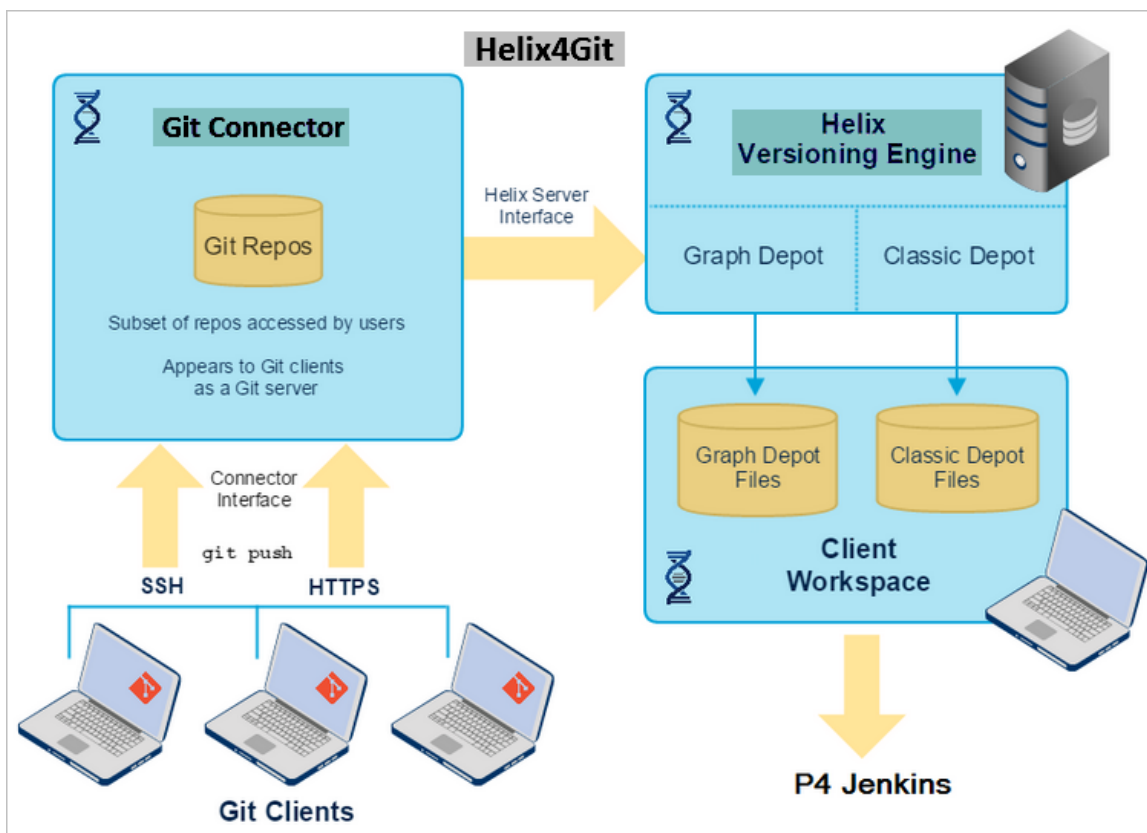 Helix4Git
Git Connector
Git Repos
Subset of repos accessed by users
Appears to Git clients
as a Git server
Helix Server
Interface
Helix
Versioning Engine
Graph Depot
Classic Depot
Graph Depot
Files
Classic Depot
Files
Client
Workspace
Connector
Interface
git push
SSH
HTTPS
Git Clients
P4 Jenkins